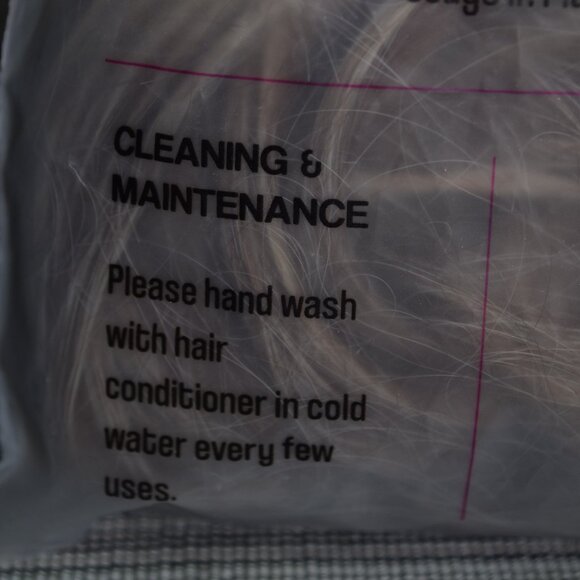 CLEANING &
MAINTENANCE
Please hand wash
with hair
conditioner in cold
water every few
uses.